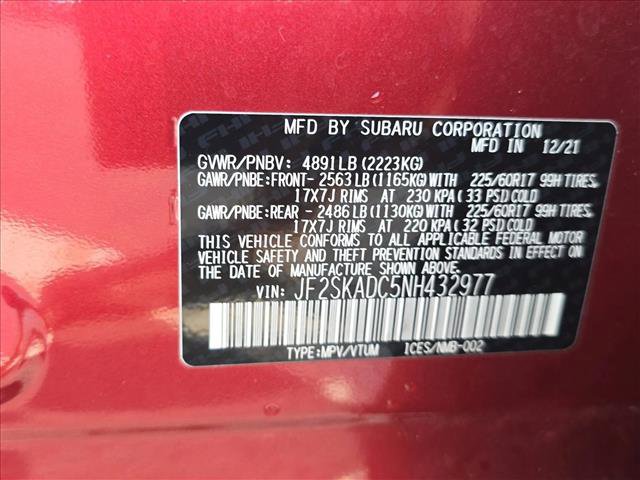 MFD BY SUBARU CORPORATION IN 12/21
GVWR/PNBV: 4891LB(2223KG)
GAWR/PNBE:FRONT-2563LB(1165KG)WITH 225/60R17 99H TIRES,
17X7J RIMS AT 230 KPA(33 PSI)COLD
GAWR/PNBE:REAR -2486LB(1130KG)WITH 225/60R17 99H TIRES,
17X7J RIMS AT 220 KPA(32 PSI)COLD
THIS VEHICLE CONFORMS TO ALL APPLICABLE FEDERAL MOTOR
VEHICLE SAFETY AND THEFT PREVENTION STANDARDS IN EFFECT ON
THE DATE OF MANUFACTURE SHOWN ABOVE.
VIN: JF2SKADC5NH432977
TYPE:MPV/VTUM ICES/NMB-002